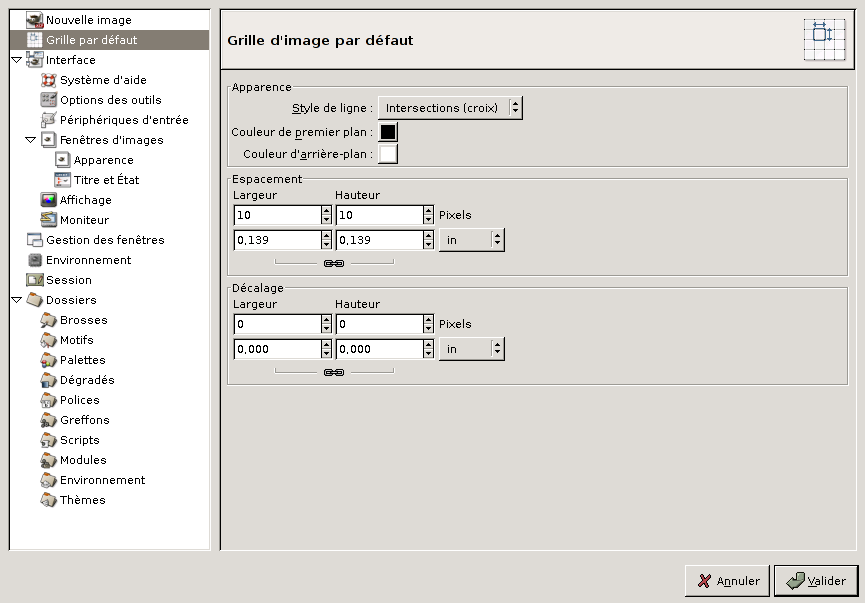 Nouvelle image
Grille par défaut
Interface
Système d'aide
Options des outils
Périphériques d'entrée
Fenêtres d'images
Apparence
Titre et État
Affichage
Moniteur
Gestion des fenêtres
Environnement
Session
Dossiers
Brosses
Motifs
Palettes
Dégradés
Polices
Greffons
Scripts
Modules
Environnement
Thèmes
Grille d'image par défaut
Apparence
Style de ligne : Intersections (croix)
Couleur de premier plan :
Couleur d'arrière-plan :
Espacement
Largeur Hauteur
10 10 Pixels
0,139 0,139 in
Décalage
Largeur Hauteur
0 0 Pixels
0,000 0,000 in
Annuler Valider